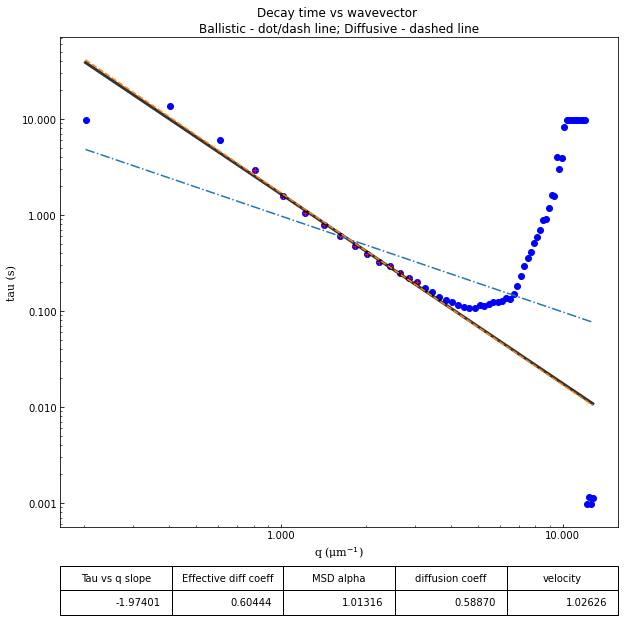 Decay time vs wavevector
Ballistic - dot/dash line; Diffusive - dashed line
10.000
1.000
0.100
0.010
0.001
tau (s)
1.000 10.000
q (μm⁻¹)
Tau vs q slope Effective diff coeff MSD alpha diffusion coeff velocity
-1.97401 0.60444 1.01316 0.58870 1.02626